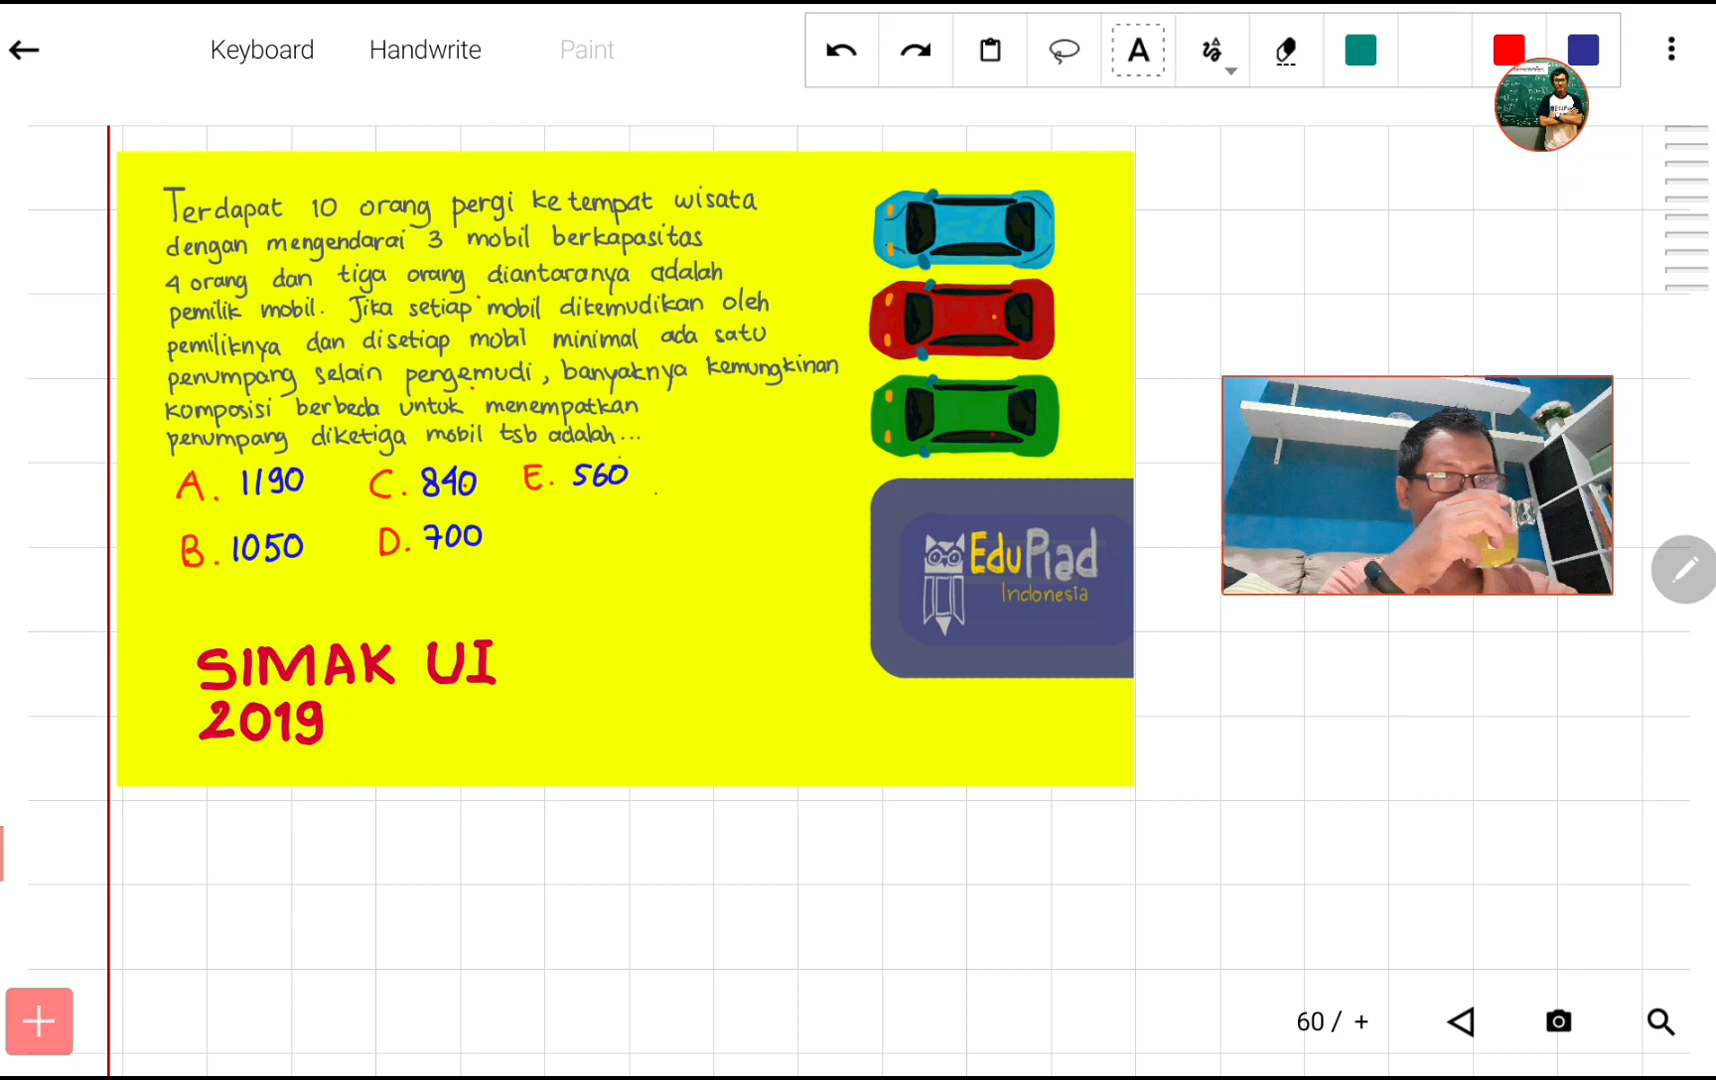 Keyboard Handwrite Paint
A
Terdapat 10 orang pergi ke tempat wisata
dengan mengendarai 3 mobil berkapasitas
4 orang dan tiga orang diantaranya adalah
pemilik mobil. Jika setiap mobil dikemudikan oleh
pemiliknya dan disetiap mobil minimal ada satu
penumpang selain pengemudi, banyaknya kemungkinan
komposisi berbeda untuk menempatkan
penumpang diketiga mobil tsb adalah...
A. 1190 C. 840 E. 560
B. 1050 D. 700
EduPiad
Indonesia
SIMAK UI
2019
60 / +